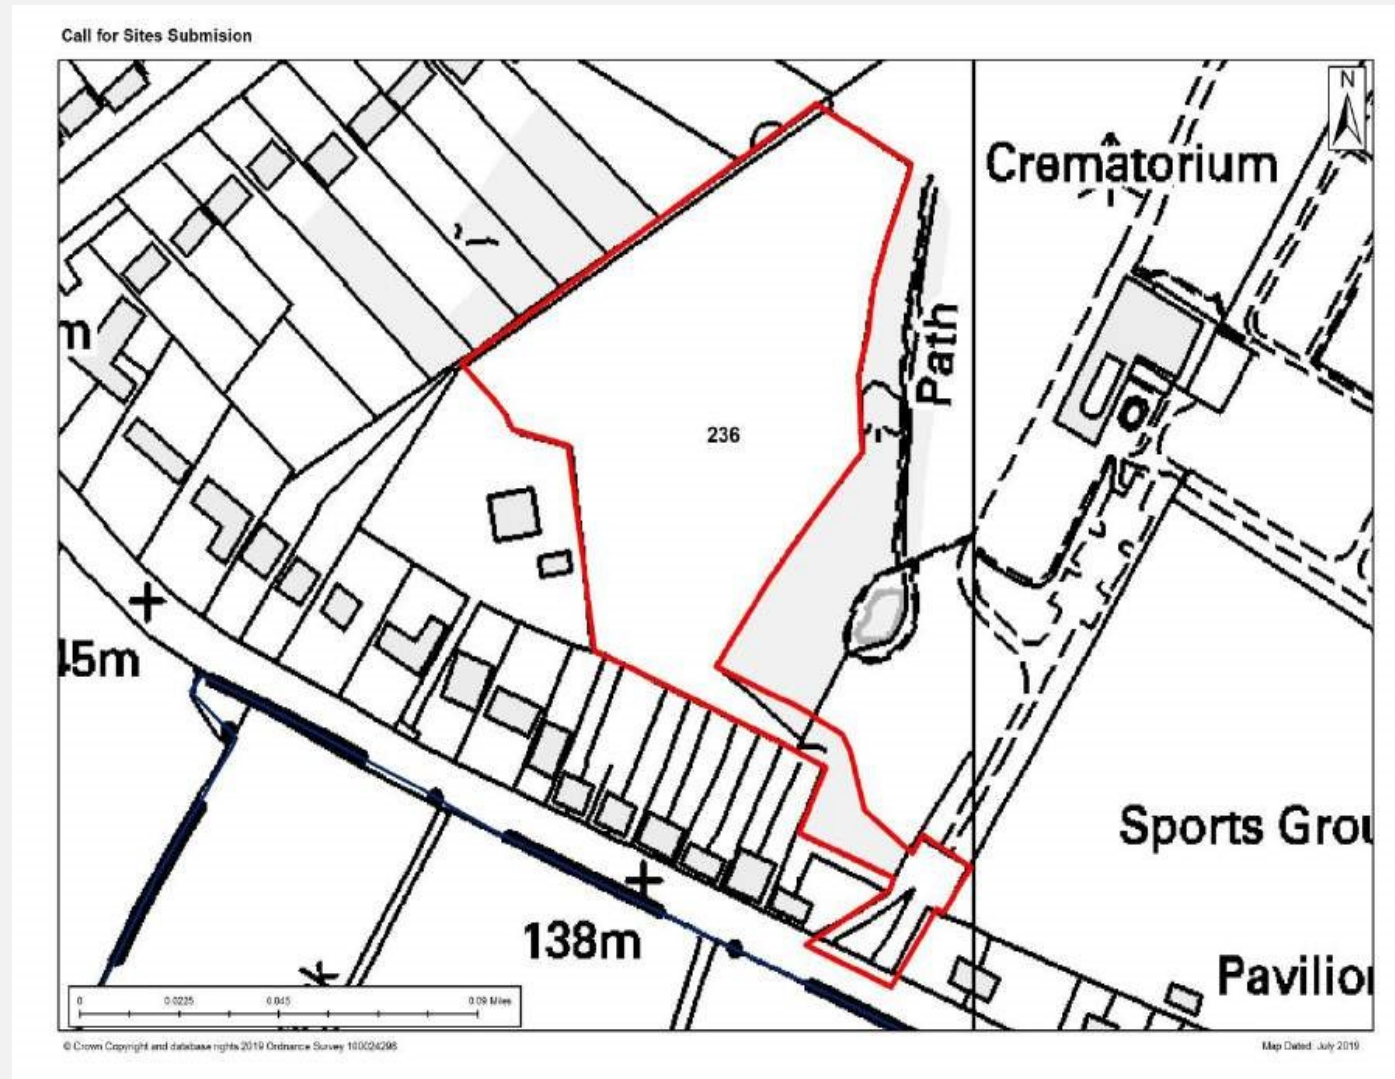 Call for Sites Submision
N
Crematorium
m
Path
236
45m
Sports Grou
138m
Pavilion
k
0 0.0225 0.045 0.09 Miles
© Crown Copyright and database rights 2019 Ordnance Survey 100024298
Map Dated: July 2019